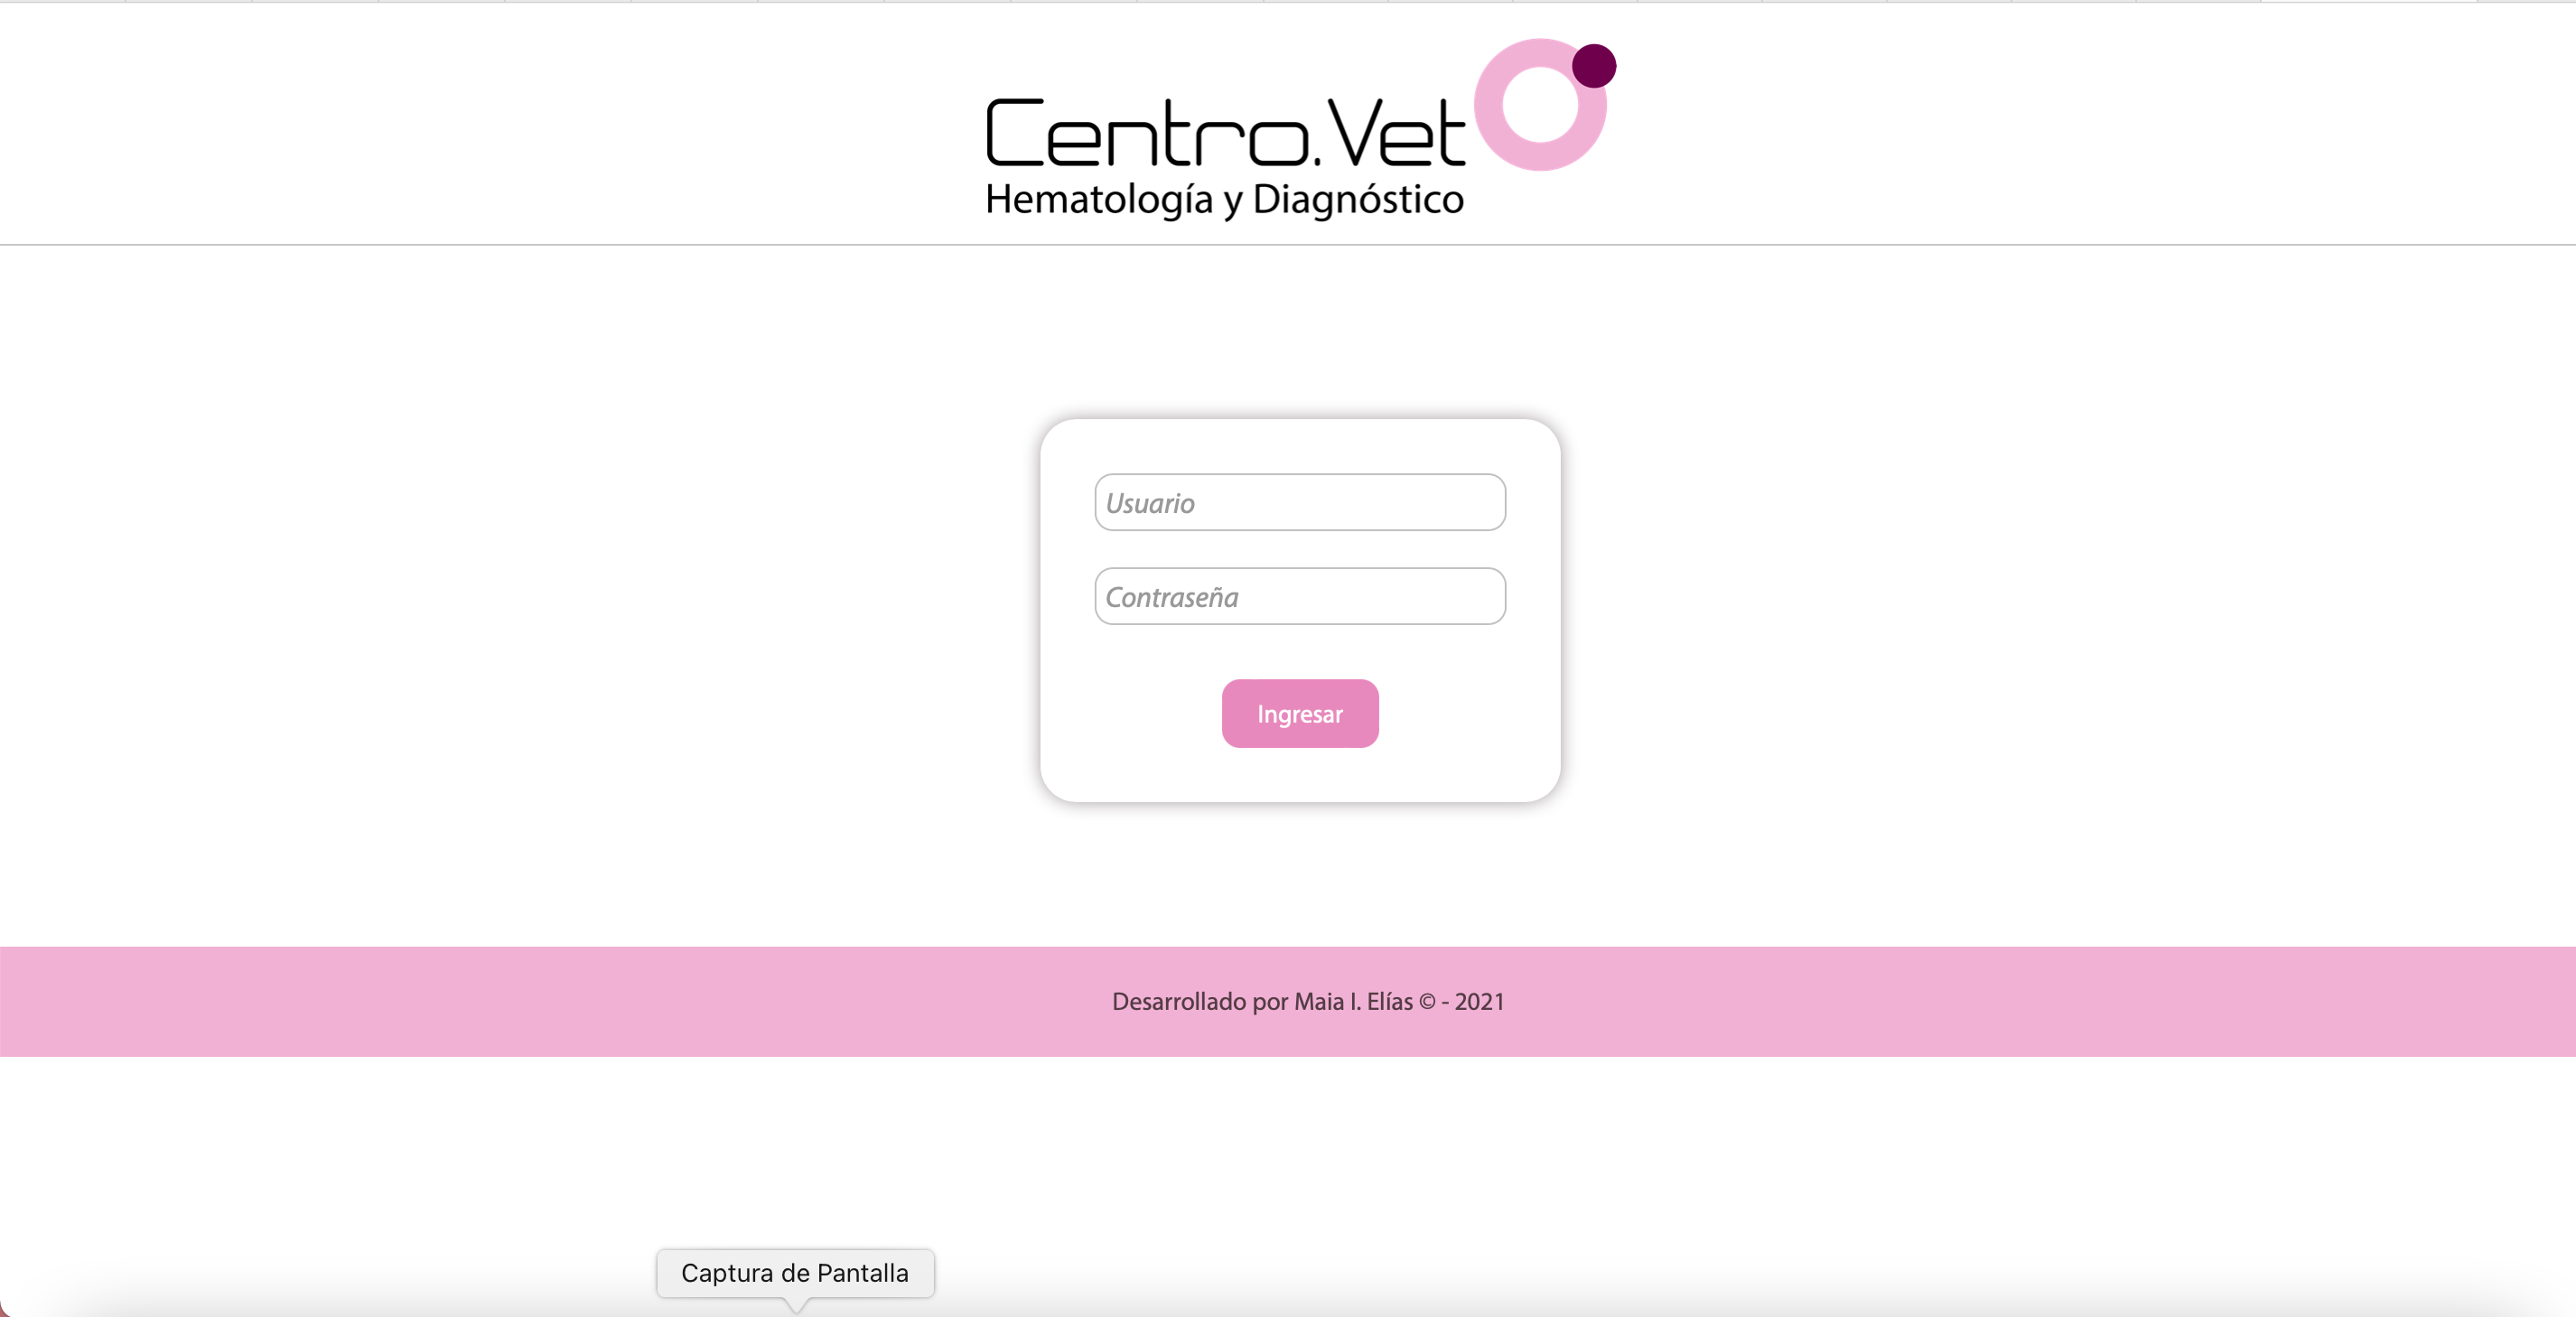 Centro.Vet
Hematología y Diagnóstico
Usuario
Contraseña
Ingresar
Desarrollado por Maia I. Elías © - 2021
Captura de Pantalla